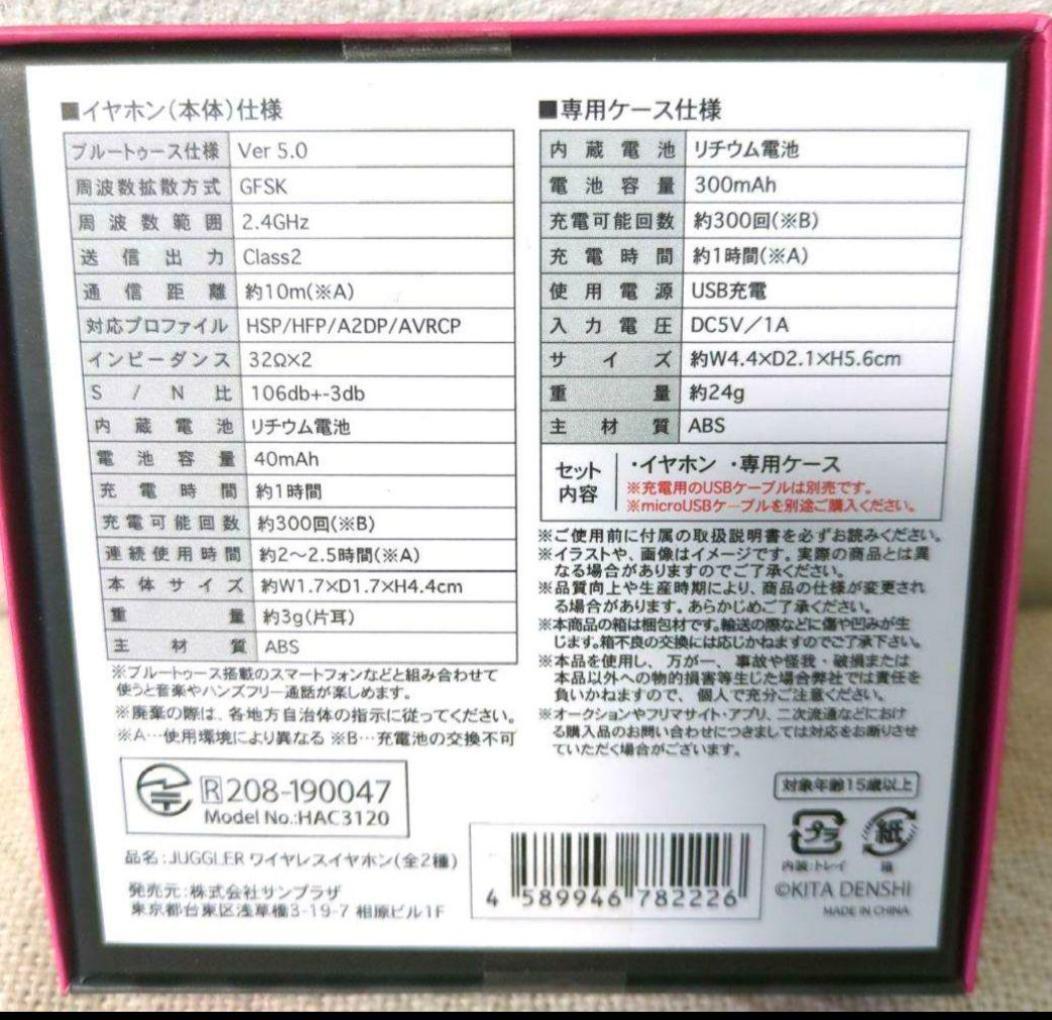 ■イヤホン(本体)仕様
ブルートゥース仕様 Ver 5.0
周波数拡散方式 GFSK
周波数範囲 2.4GHz
送信出力 Class2
通信距離 約10m(※A)
対応プロファイル HSP/HFP/A2DP/AVRCP
インピーダンス 32Ω×2
S/N比 106db+-3db
内蔵電池 リチウム電池
電池容量 40mAh
充電時間 約1時間
充電可能回数 約300回(※B)
連続使用時間 約2〜2.5時間(※A)
本体サイズ 約W1.7×D1.7×H4.4cm
重量 約3g(片耳)
主材質 ABS
※ブルートゥース搭載のスマートフォンなどと組み合わせて
使うと音楽やハンズフリー通話が楽しめます。
※廃棄の際は、各地方自治体の指示に従ってください。
※A…使用環境により異なる ※B…充電池の交換不可
R 208-190047
Model No.:HAC3120
品名:JUGGLER ワイヤレスイヤホン(全2種)
発売元:株式会社サンプラザ
東京都台東区浅草橋3-19-7 相原ビル1F
■専用ケース仕様
内蔵電池 リチウム電池
電池容量 300mAh
充電可能回数 約300回(※B)
充電時間 約1時間(※A)
使用電源 USB充電
入力電圧 DC5V/1A
サイズ 約W4.4×D2.1×H5.6cm
重量 約24g
主材質 ABS
セット内容 ・イヤホン ・専用ケース
※充電用のUSBケーブルは別売です。
※microUSBケーブルを別途ご購入ください。
※ご使用前に付属の取扱説明書を必ずお読みください。
※イラストや、画像はイメージです。実際の商品とは異
なる場合がありますのでご了承ください。
※品質向上や生産時期により、商品の仕様が変更され
る場合があります。あらかじめご了承ください。
※本商品の箱は梱包材です。輸送の際などに傷や凹みが生
じます。箱不良の交換には応じかねますのでご了承下さい。
※本品を使用し、万が一、事故や怪我・破損または
本品以外への物的損害等生じた場合弊社では責任を
負いかねますので、個人で充分ご注意ください。
※オークションやフリマサイト・アプリ、二次流通などにおけ
る購入品のお問い合わせにつきましては対応をお断りさせ
ていただく場合がございます。
対象年齢15歳以上
プラ 紙
内装:トレイ 箱
©KITA DENSHI
MADE IN CHINA
4 589946 782226